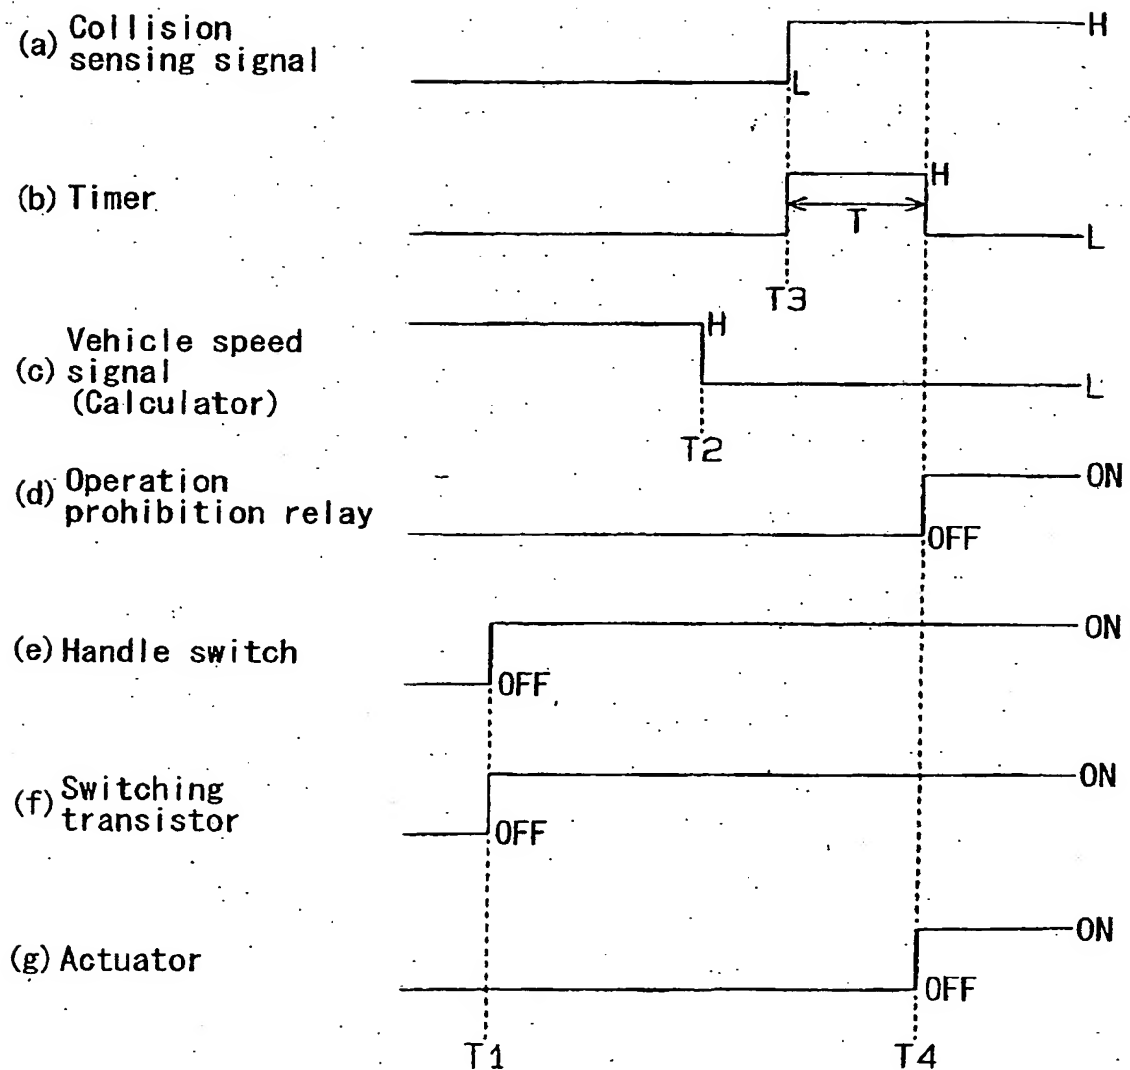 (a) Collision
sensing signal
H
L
(b) Timer
H
T
L
T3
(c) Vehicle speed
signal
(Calculator)
H
L
T2
(d) Operation
prohibition relay
ON
OFF
(e) Handle switch
ON
OFF
(f) Switching
transistor
ON
OFF
(g) Actuator
ON
OFF
T1
T4